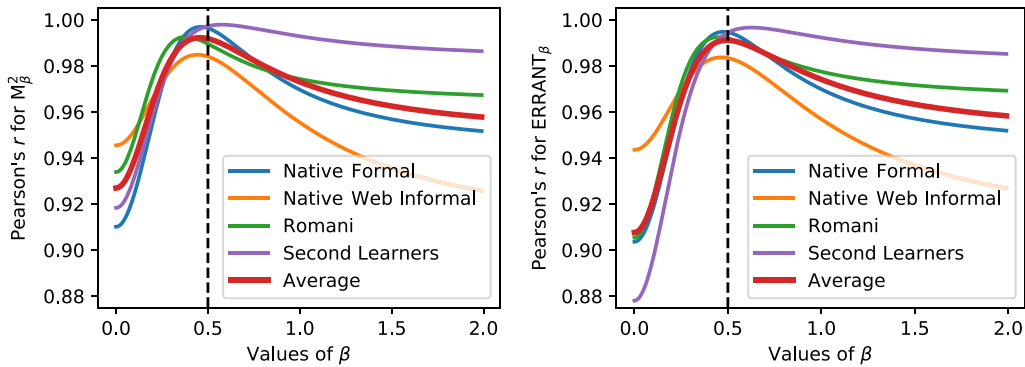 1.00
0.98
0.96
0.94
0.92
0.90
0.88
Pearson's r for M²β
0.0
0.5
1.0
1.5
2.0
Values of β
Native Formal
Native Web Informal
Romani
Second Learners
Average
1.00
0.98
0.96
0.94
0.92
0.90
0.88
Pearson's r for ERRANTβ
0.0
0.5
1.0
1.5
2.0
Values of β
Native Formal
Native Web Informal
Romani
Second Learners
Average